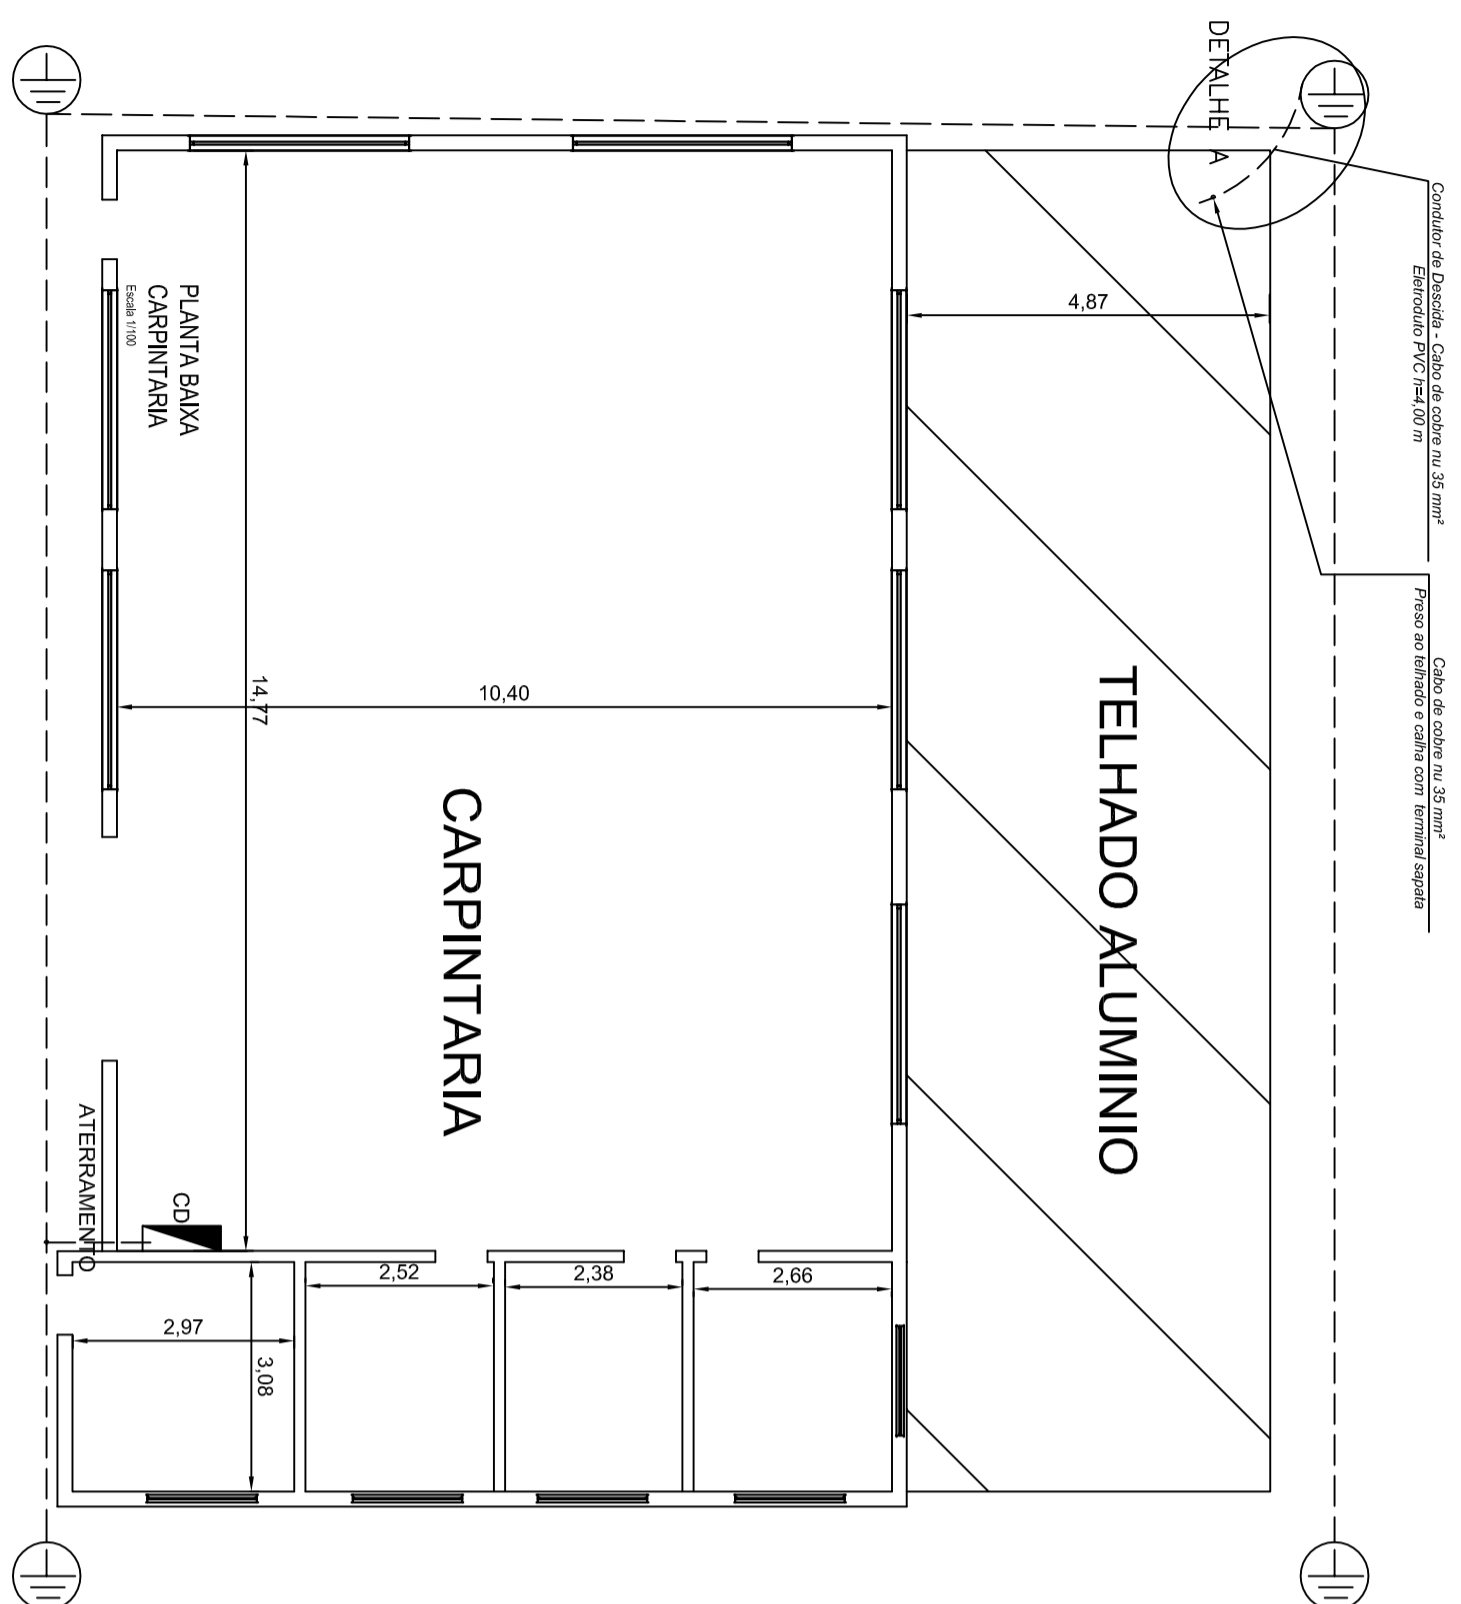 DETALHE A
Condutor de Descida - Cabo de cobre nu 35 mm²
Eletroduto PVC h=4,00 m
Cabo de cobre nu 35 mm²
Preso ao telhado e calha com terminal sapata
4,87
PLANTA BAIXA
CARPINTARIA
Escala 1/100
14,77
10,40
TELHADO ALUMINIO
CARPINTARIA
ATERRAMENTO
CD
2,52
2,38
2,66
2,97
3,08